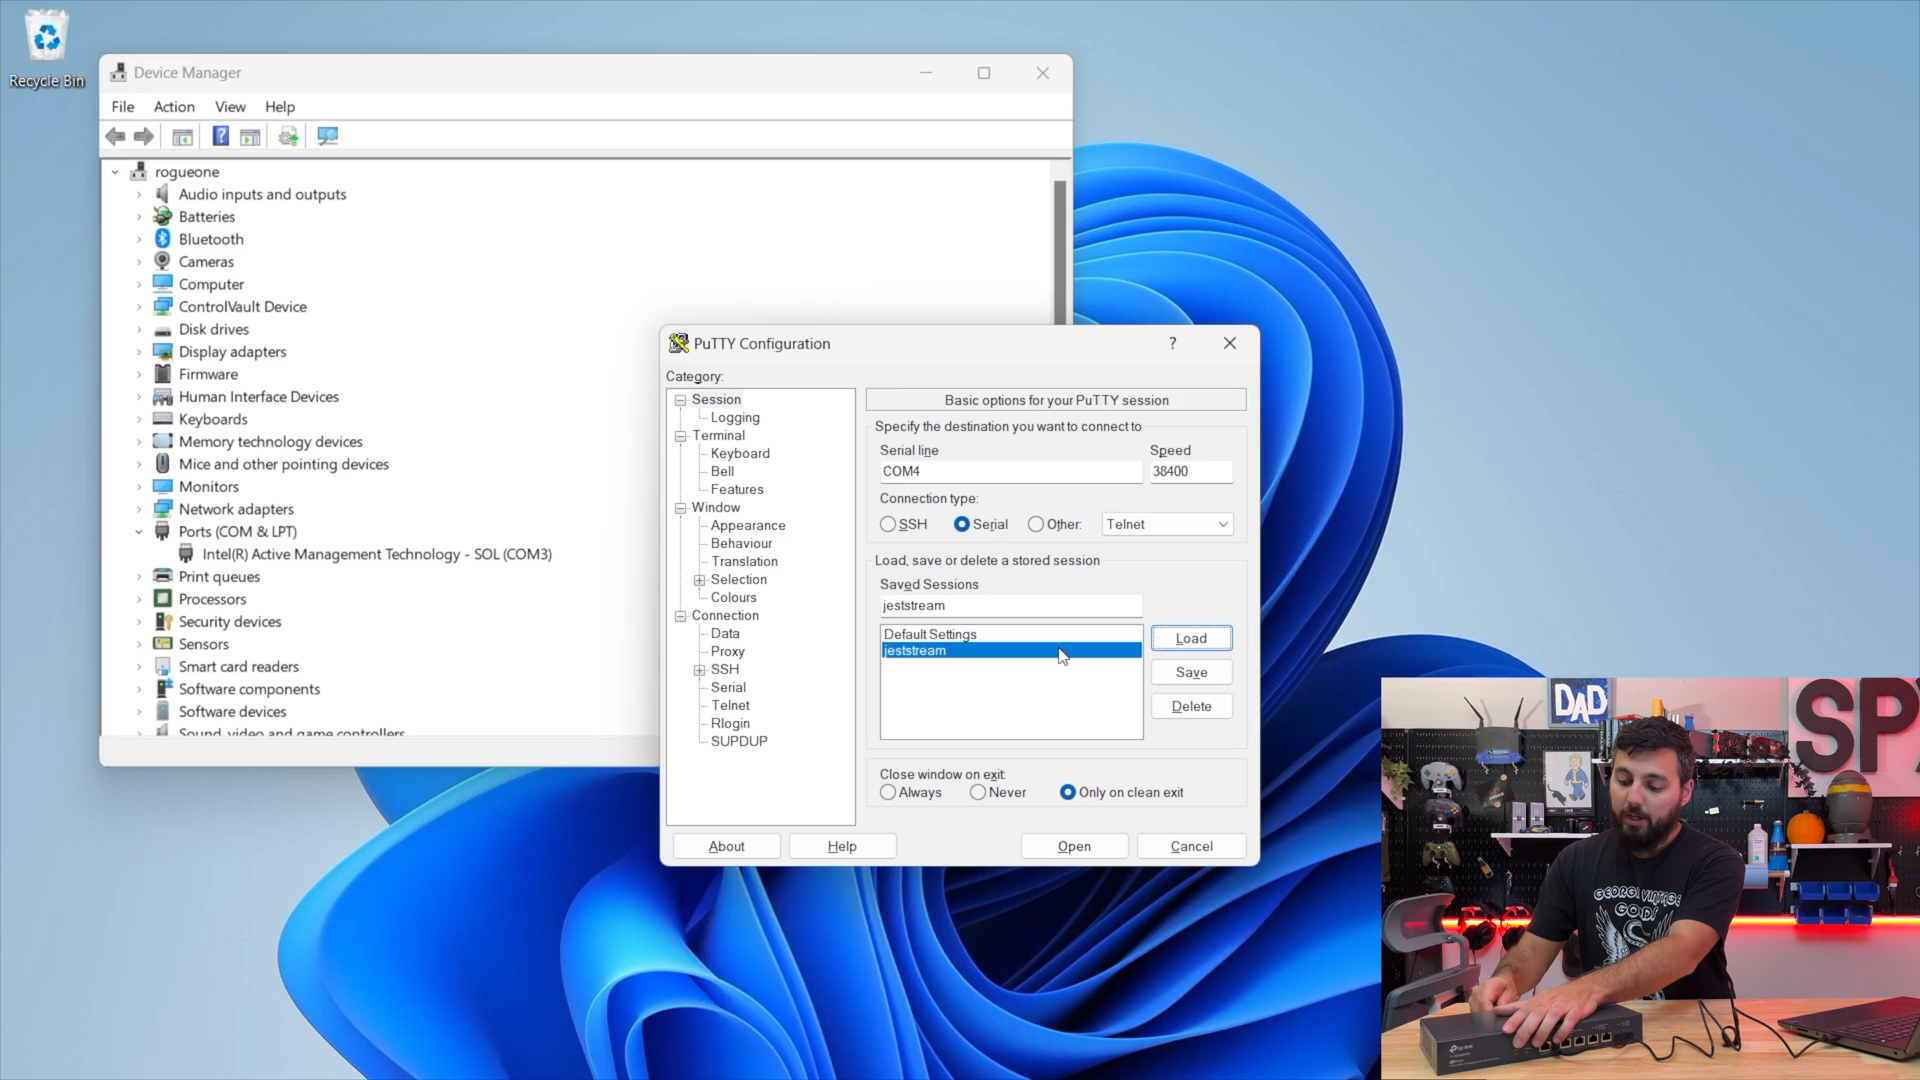 Recycle Bin
Device Manager
File Action View Help
rogueone
Audio inputs and outputs
Batteries
Bluetooth
Cameras
Computer
ControlVault Device
Disk drives
Display adapters
Firmware
Human Interface Devices
Keyboards
Memory technology devices
Mice and other pointing devices
Monitors
Network adapters
Ports (COM & LPT)
Intel(R) Active Management Technology - SOL (COM3)
Print queues
Processors
Security devices
Sensors
Smart card readers
Software components
Software devices
Sound, video and game controllers
PuTTY Configuration
?
Category:
Session
Logging
Terminal
Keyboard
Bell
Features
Window
Appearance
Behaviour
Translation
Selection
Colours
Connection
Data
Proxy
SSH
Serial
Telnet
Rlogin
SUPDUP
Basic options for your PuTTY session
Specify the destination you want to connect to
Serial line Speed
COM4 38400
Connection type:
SSH Serial Other: Telnet
Load, save or delete a stored session
Saved Sessions
jeststream
Default Settings
jeststream
Load
Save
Delete
Close window on exit:
Always Never Only on clean exit
About Help Open Cancel
DAD
SP
GODS